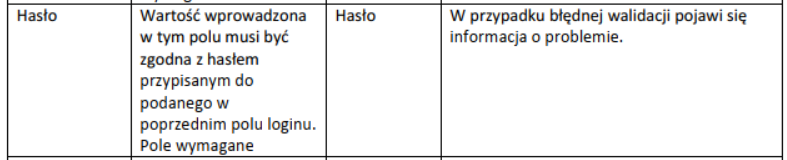 Hasło
Wartość wprowadzona
w tym polu musi być
zgodna z hasłem
przypisanym do
podanego w
poprzednim polu loginu.
Pole wymagane
Hasło
W przypadku błędnej walidacji pojawi się
informacja o problemie.